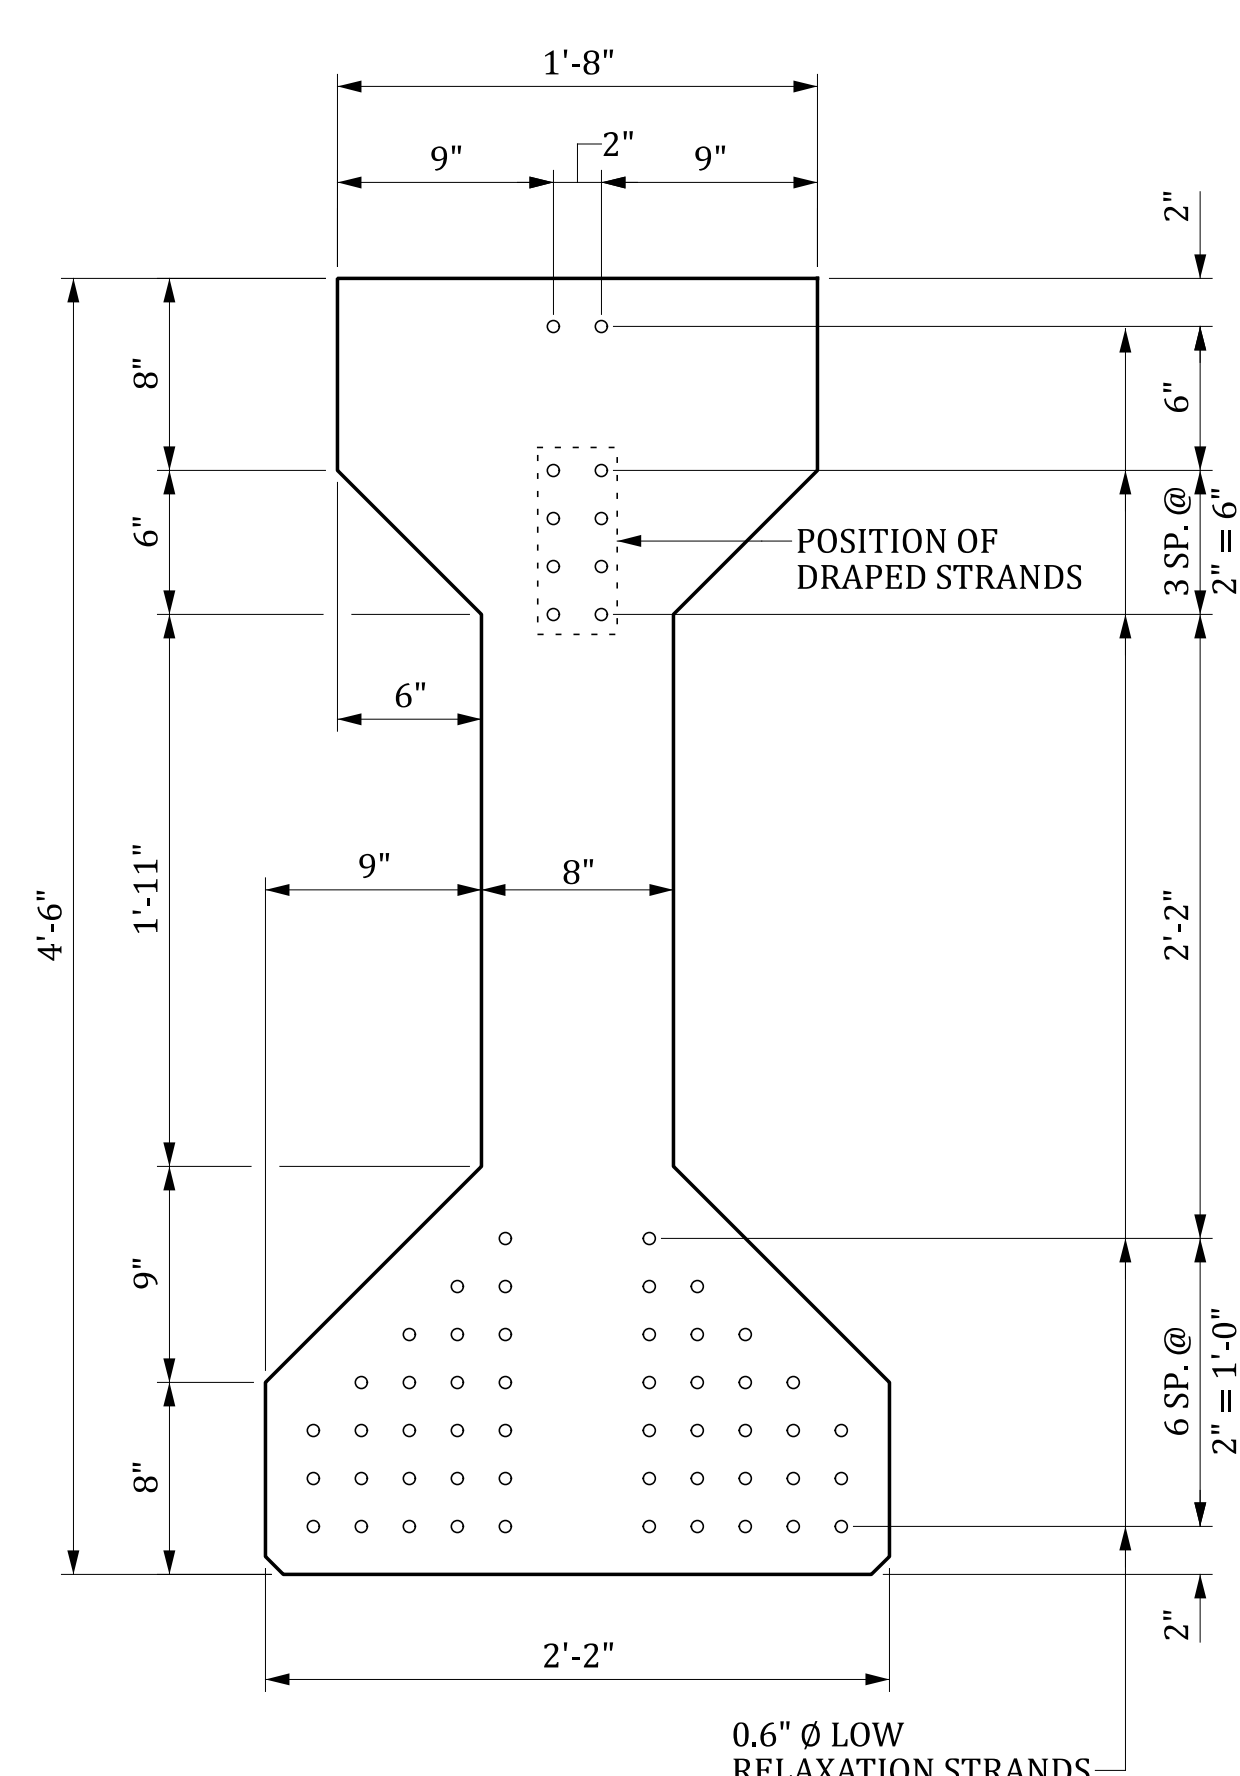 1'-8"
2"
9"
9"
2"
8"
6"
6"
3 SP. @
2" = 6"
POSITION OF
DRAPED STRANDS
6"
1'-11"
9"
8"
4'-6"
2'-2"
9"
6 SP. @
2" = 1'-0"
8"
2"
2'-2"
0.6" Ø LOW
RELAXATION STRANDS